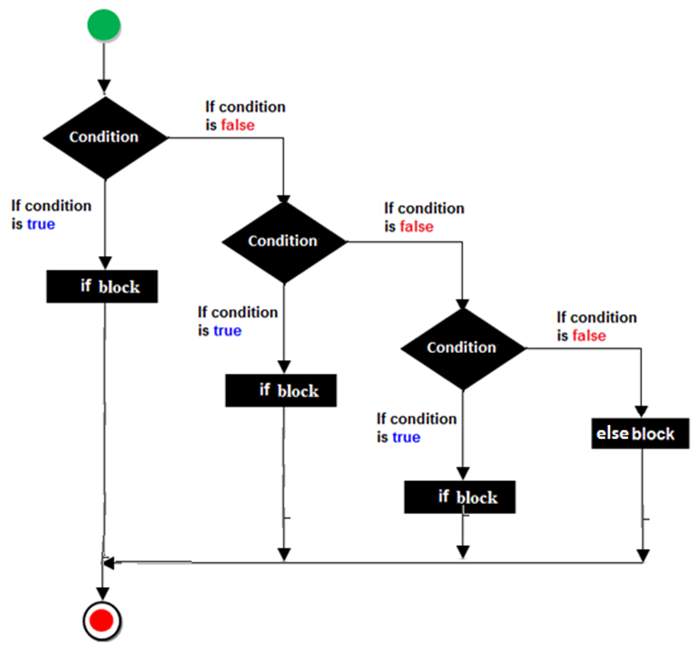 If condition
is false
Condition
If condition
is true
If condition
is false
Condition
if block
If condition
is true
If condition
is false
Condition
if block
If condition
is true
else block
if block